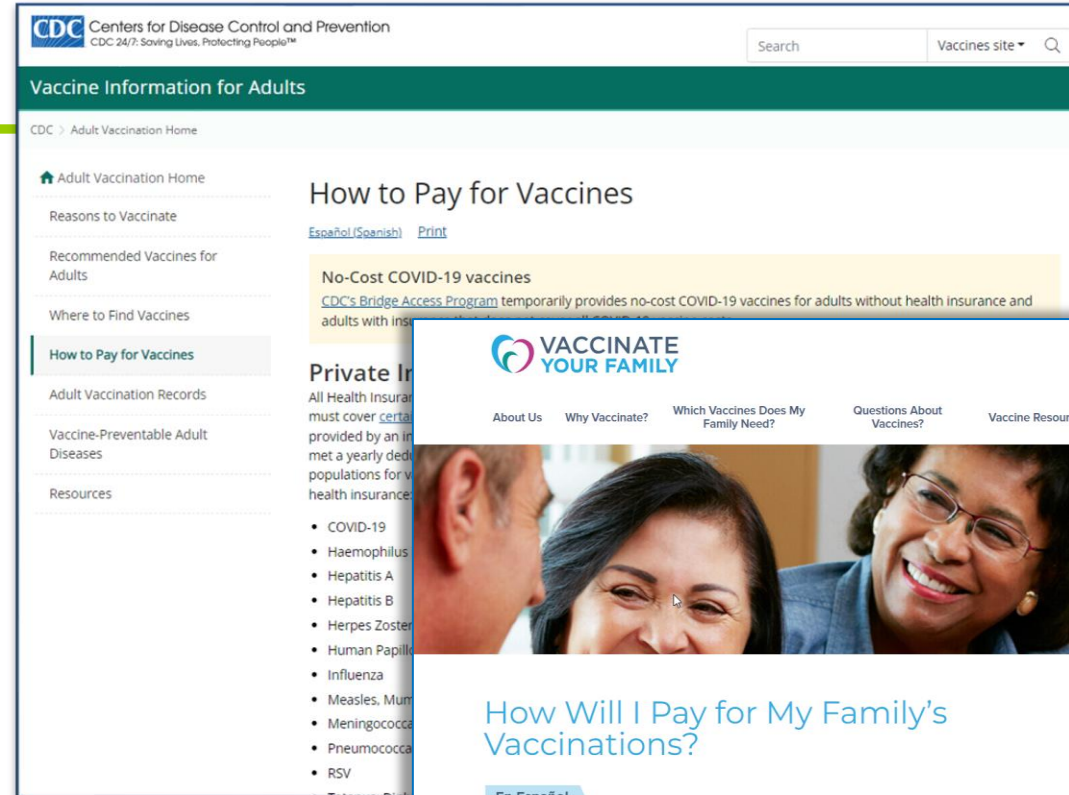 CDC Centers for Disease Control and Prevention
CDC 24/7: Saving Lives, Protecting People™
Search
Vaccines site
Vaccine Information for Adults
CDC > Adult Vaccination Home
Adult Vaccination Home
Reasons to Vaccinate
Recommended Vaccines for
Adults
Where to Find Vaccines
How to Pay for Vaccines
Adult Vaccination Records
Vaccine-Preventable Adult
Diseases
Resources
How to Pay for Vaccines
Español (Spanish) Print
No-Cost COVID-19 vaccines
CDC's Bridge Access Program temporarily provides no-cost COVID-19 vaccines for adults without health insurance and
adults with
Private
All Health
must cover
provided by an
met a yearly
populations for
health insurance
• COVID-19
• Haemophilus
• Hepatitis A
• Hepatitis B
• Herpes Zoster
• Human
• Influenza
• Measles,
•
•
• RSV
VACCINATE
YOUR FAMILY
About Us Why Vaccinate? Which Vaccines Does My
Family Need? Questions About
Vaccines? Vaccine
How Will I Pay for My Family's
Vaccinations?
En Español